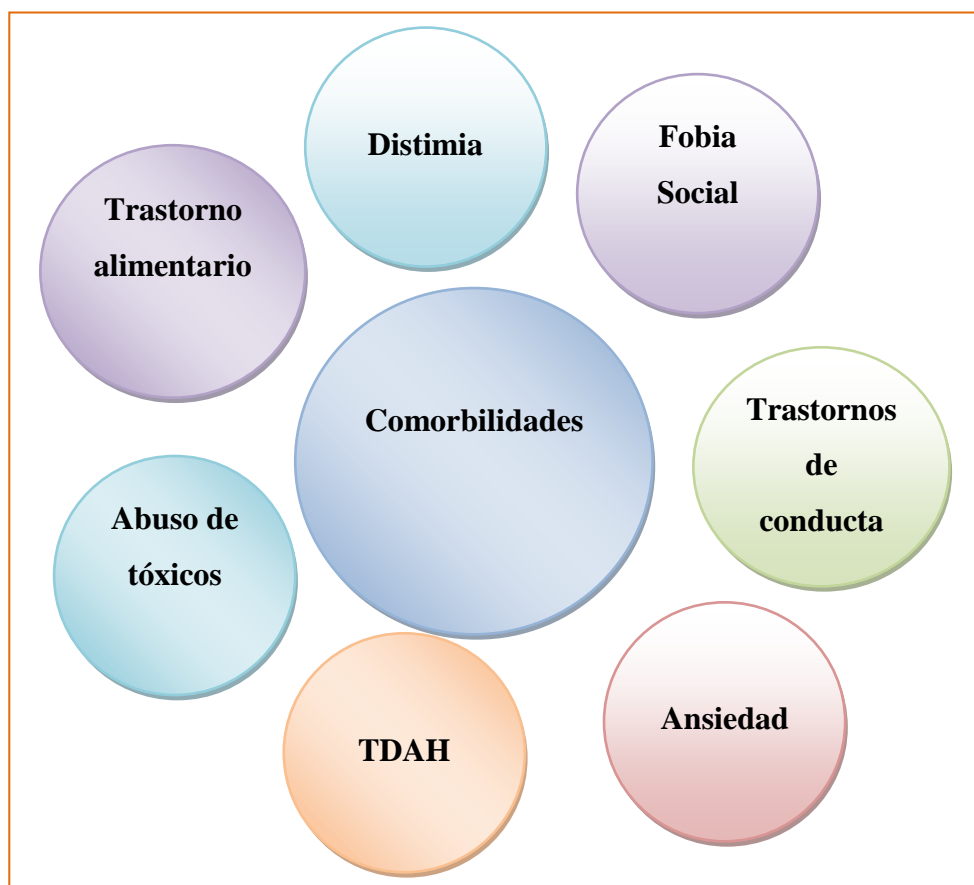 Distimia
Fobia
Social
Trastorno
alimentario
Comorbilidades
Trastornos
de
conducta
Abuso de
tóxicos
TDAH
Ansiedad